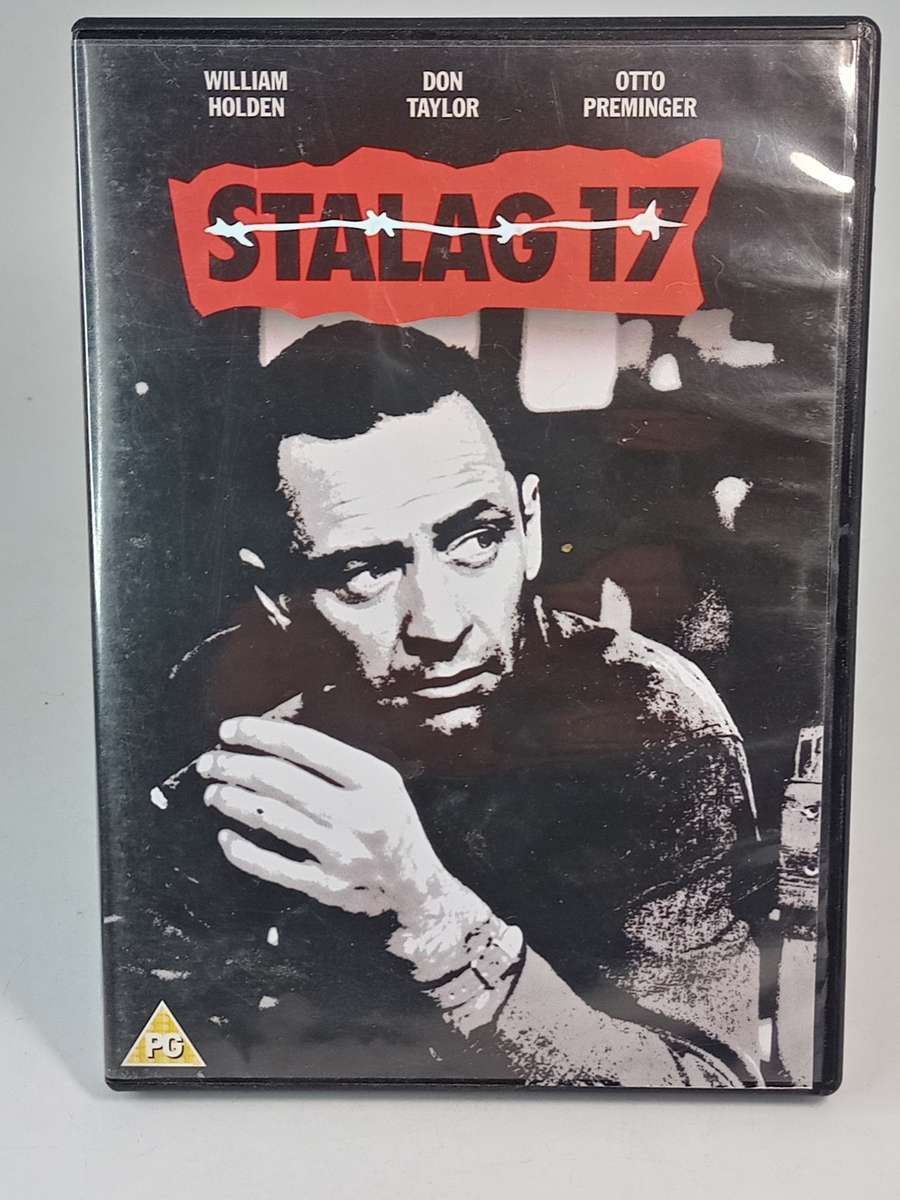 WILLIAM
HOLDEN
DON
TAYLOR
OTTO
PREMINGER
STALAG 17
PG